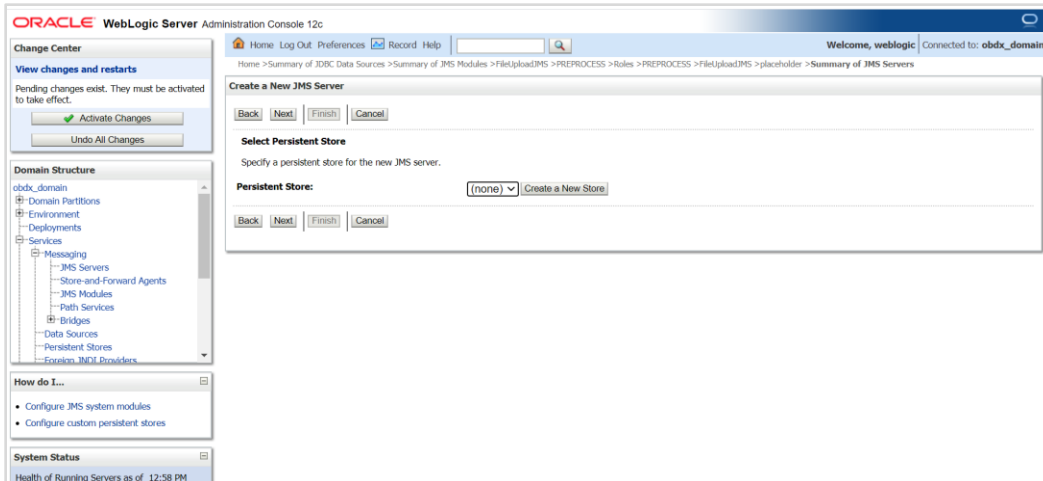 ORACLE WebLogic Server Administration Console 12c
Change Center
View changes and restarts
Pending changes exist. They must be activated
to take effect.
Activate Changes
Undo All Changes
Domain Structure
obdx_domain
Domain Partitions
Environment
Deployments
Services
Messaging
JMS Servers
Store-and-Forward Agents
JMS Modules
Path Services
Bridges
Data Sources
Persistent Stores
Foreign JNDI Providers
How do I...
Configure JMS system modules
Configure custom persistent stores
System Status
Health of Running Servers as of 12:58 PM
Home Log Out Preferences Record Help
Welcome, weblogic Connected to: obdx_domain
Home >Summary of JDBC Data Sources >Summary of JMS Modules >FileUploadJMS >PREPROCESS >Roles >PREPROCESS >FileUploadJMS >placeholder >Summary of JMS Servers
Create a New JMS Server
Back Next Finish Cancel
Select Persistent Store
Specify a persistent store for the new JMS server.
Persistent Store: (none) Create a New Store
Back Next Finish Cancel